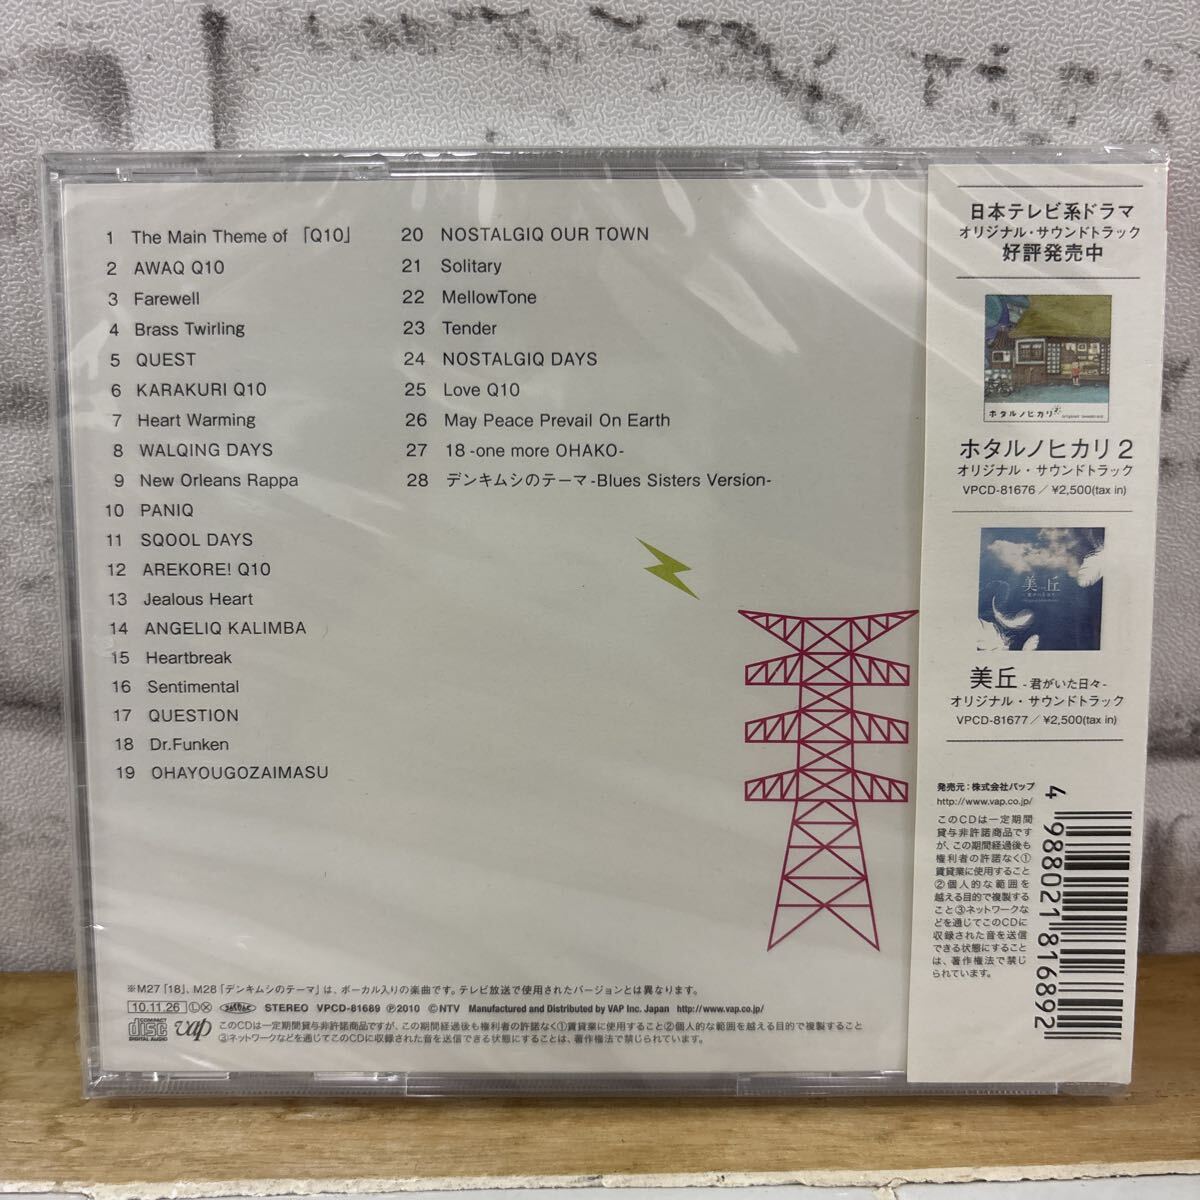 1 The Main Theme of 「Q10」
2 AWAQ Q10
3 Farewell
4 Brass Twirling
5 QUEST
6 KARAKURI Q10
7 Heart Warming
8 WALQING DAYS
9 New Orleans Rappa
10 PANIQ
11 SQOOL DAYS
12 AREKORE! Q10
13 Jealous Heart
14 ANGELIQ KALIMBA
15 Heartbreak
16 Sentimental
17 QUESTION
18 Dr.Funken
19 OHAYOUGOZAIMASU
20 NOSTALGIQ OUR TOWN
21 Solitary
22 MellowTone
23 Tender
24 NOSTALGIQ DAYS
25 Love Q10
26 May Peace Prevail On Earth
27 18 -one more OHAKO-
28 デンキムシのテーマ-Blues Sisters Version-
※M27「18」、M28「デンキムシのテーマ」は、ボーカル入りの楽曲です。テレビ放送で使用されたバージョンとは異なります。
10.11.26 Ⓛ STEREO VPCD-81689 ℗2010 ©NTV Manufactured and Distributed by VAP Inc. Japan http://www.vap.co.jp/
COMPACT disc DIGITAL AUDIO vap
このCDは一定期間貸与非許諾商品ですが、この期間経過後も権利者の許諾なく①賃貸業に使用すること②個人的な範囲を越える目的で複製すること
③ネットワークなどを通じてこのCDに収録された音を送信できる状態にすることは、著作権法で禁じられています。
日本テレビ系ドラマ
オリジナル・サウンドトラック
好評発売中
ホタルノヒカリ
ホタルノヒカリ2
オリジナル・サウンドトラック
VPCD-81676／¥2,500(tax in)
美丘
美丘 -君がいた日々-
オリジナル・サウンドトラック
VPCD-81677／¥2,500(tax in)
発売元：株式会社バップ
http://www.vap.co.jp/
このCDは一定期間
貸与非許諾商品です
が、この期間経過後も
権利者の許諾なく①
賃貸業に使用すること
②個人的な範囲を
越える目的で複製する
こと③ネットワークな
どを通じてこのCDに
収録された音を送信
できる状態にすること
は、著作権法で禁じ
られています。
4 988021 816892